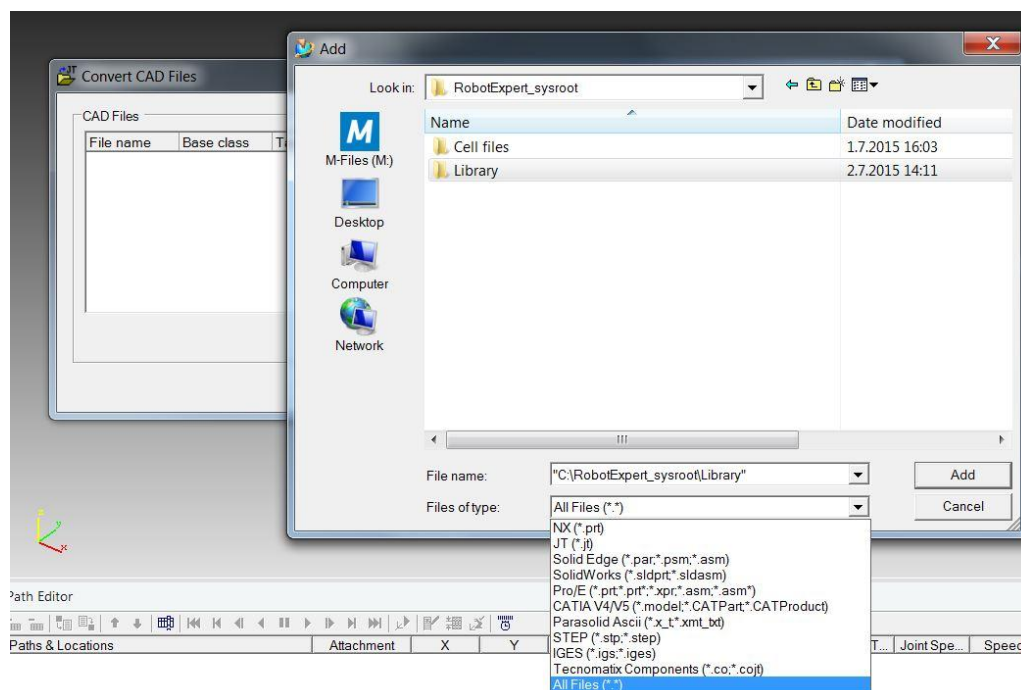 Add
JT
Convert CAD Files
Look in:
RobotExpert_sysroot
CAD Files
File name
Base class
M
M-Files (M:)
Desktop
Computer
Network
Name
Date modified
Cell files
1.7.2015 16:03
Library
2.7.2015 14:11
File name:
"C:\RobotExpert_sysroot\Library"
Add
Files of type:
All Files (*.*)
Cancel
NX (*.prt)
JT (*.jt)
Solid Edge (*.par;*.psm;*.asm)
SolidWorks (*.sldprt;*.sldasm)
Pro/E (*.prt;*.prt*;*.xpr;*.asm;*.asm*)
CATIA V4/V5 (*.model;*.CATPart;*.CATProduct)
Parasolid Ascii (*.x_t;*.xmt_txt)
STEP (*.stp;*.step)
IGES (*.igs;*.iges)
Tecnomatix Components (*.co;*.cojt)
All Files (*.*)
z
y
x
Path Editor
Paths & Locations
Attachment
X
Y
T...
Joint Spe...
Speed